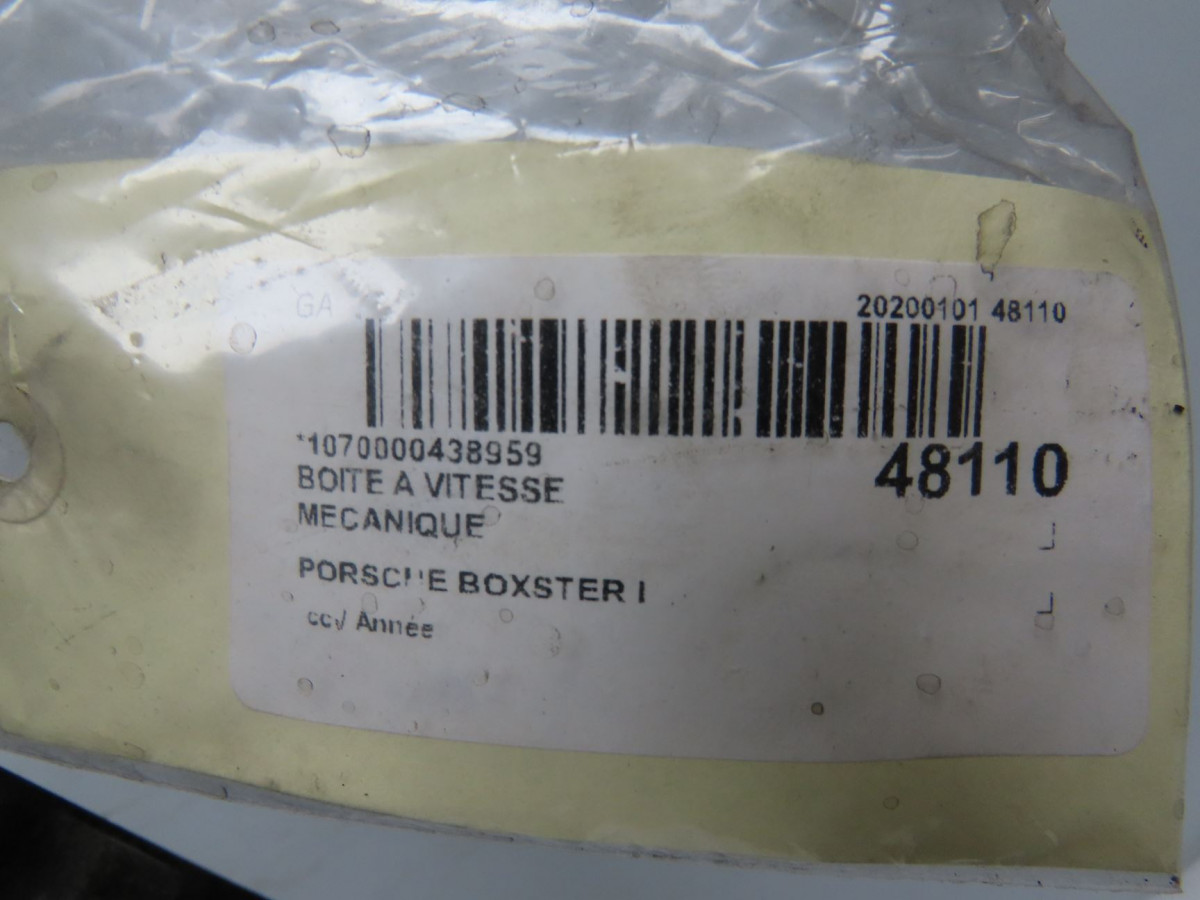 GA
20200101 48110
*1070000438959
48110
BOITE A VITESSE
MECANIQUE
PORSCHE BOXSTER I
cc/ Année